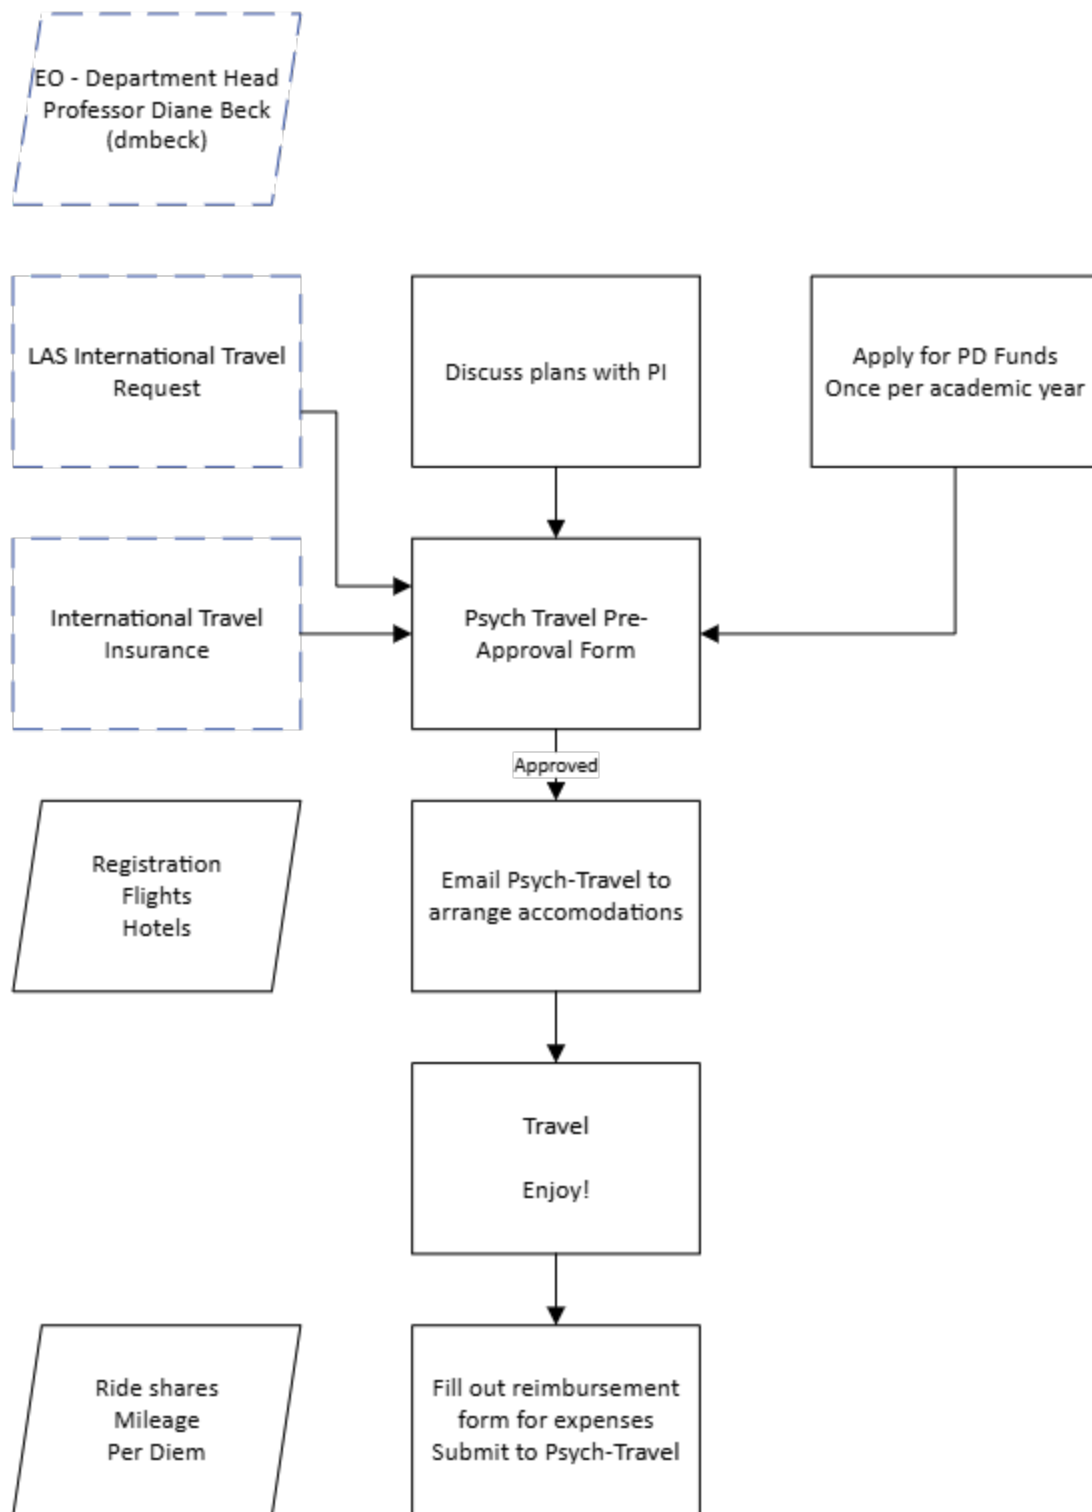 EO - Department Head
Professor Diane Beck
(dmbeck)
LAS International Travel
Request
Discuss plans with PI
Apply for PD Funds
Once per academic year
International Travel
Insurance
Psych Travel Pre-
Approval Form
Approved
Registration
Flights
Hotels
Email Psych-Travel to
arrange accomodations
Travel
Enjoy!
Ride shares
Mileage
Per Diem
Fill out reimbursement
form for expenses
Submit to Psych-Travel